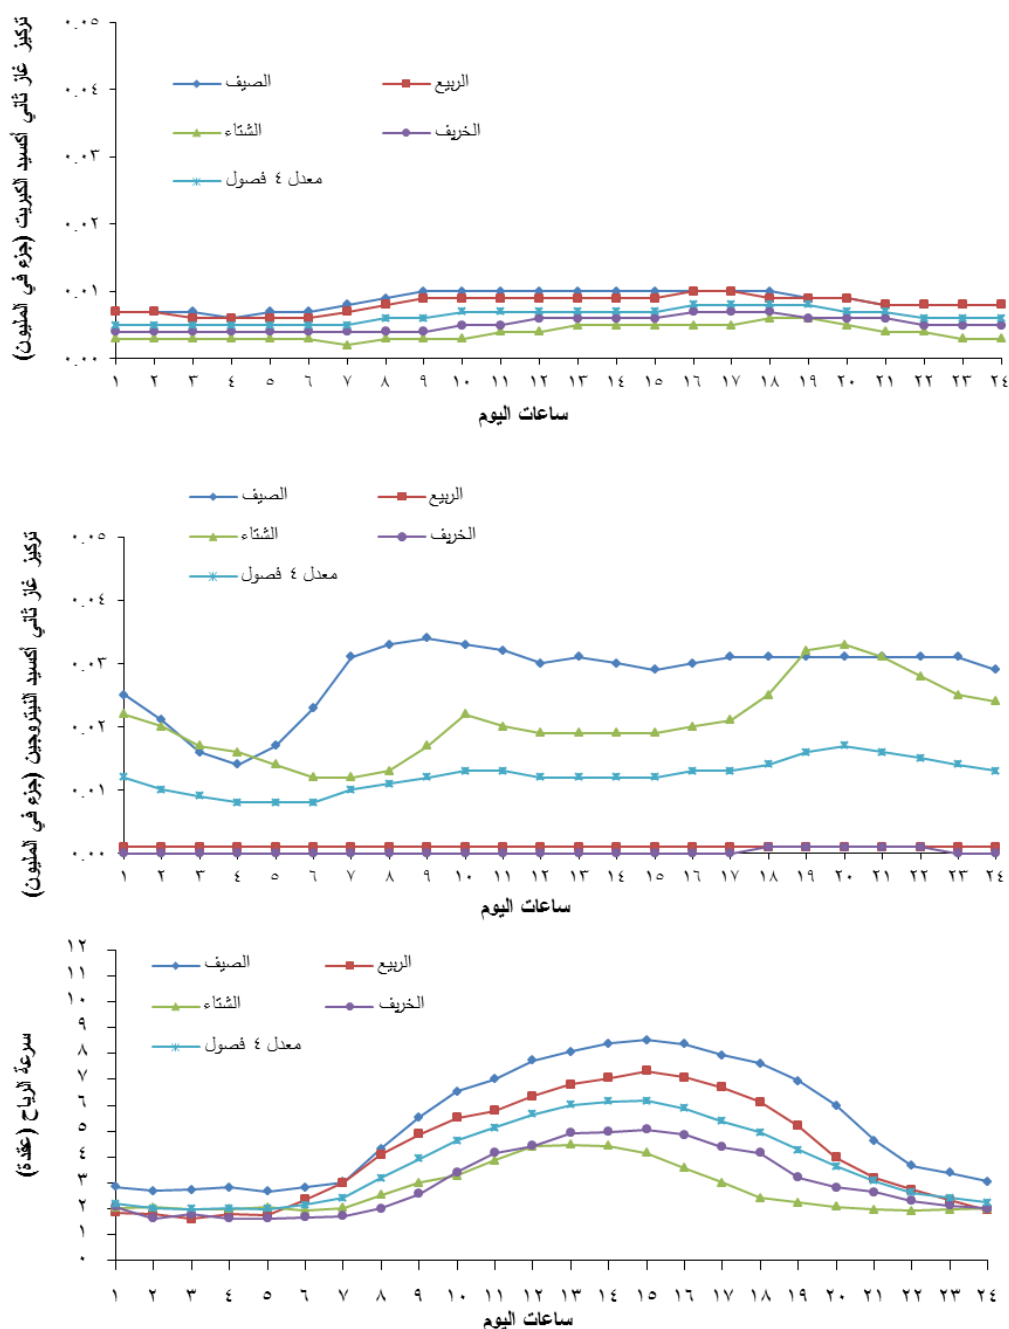 تركيز غاز ثاني أكسيد الكبريت (جزء في المليون)
٠.٠٥
٠.٠٤
٠.٠٣
٠.٠٢
٠.٠١
٠.٠٠
الصيف
الربيع
الشتاء
الخريف
معدل ٤ فصول
١ ٢ ٣ ٤ ٥ ٦ ٧ ٨ ٩ ١٠ ١١ ١٢ ١٣ ١٤ ١٥ ١٦ ١٧ ١٨ ١٩ ٢٠ ٢١ ٢٢ ٢٣ ٢٤
ساعات اليوم
تركيز غاز ثاني أكسيد النيتروجين (جزء في المليون)
الصيف
الربيع
الشتاء
الخريف
معدل ٤ فصول
٠.٠٥
٠.٠٤
٠.٠٣
٠.٠٢
٠.٠١
٠.٠٠
١ ٢ ٣ ٤ ٥ ٦ ٧ ٨ ٩ ١٠ ١١ ١٢ ١٣ ١٤ ١٥ ١٦ ١٧ ١٨ ١٩ ٢٠ ٢١ ٢٢ ٢٣ ٢٤
ساعات اليوم
سرعة الرياح (عقدة)
١٢
١١
١٠
٩
٨
٧
٦
٥
٤
٣
٢
١
٠
الصيف
الربيع
الشتاء
الخريف
معدل ٤ فصول
١ ٢ ٣ ٤ ٥ ٦ ٧ ٨ ٩ ١٠ ١١ ١٢ ١٣ ١٤ ١٥ ١٦ ١٧ ١٨ ١٩ ٢٠ ٢١ ٢٢ ٢٣ ٢٤
ساعات اليوم